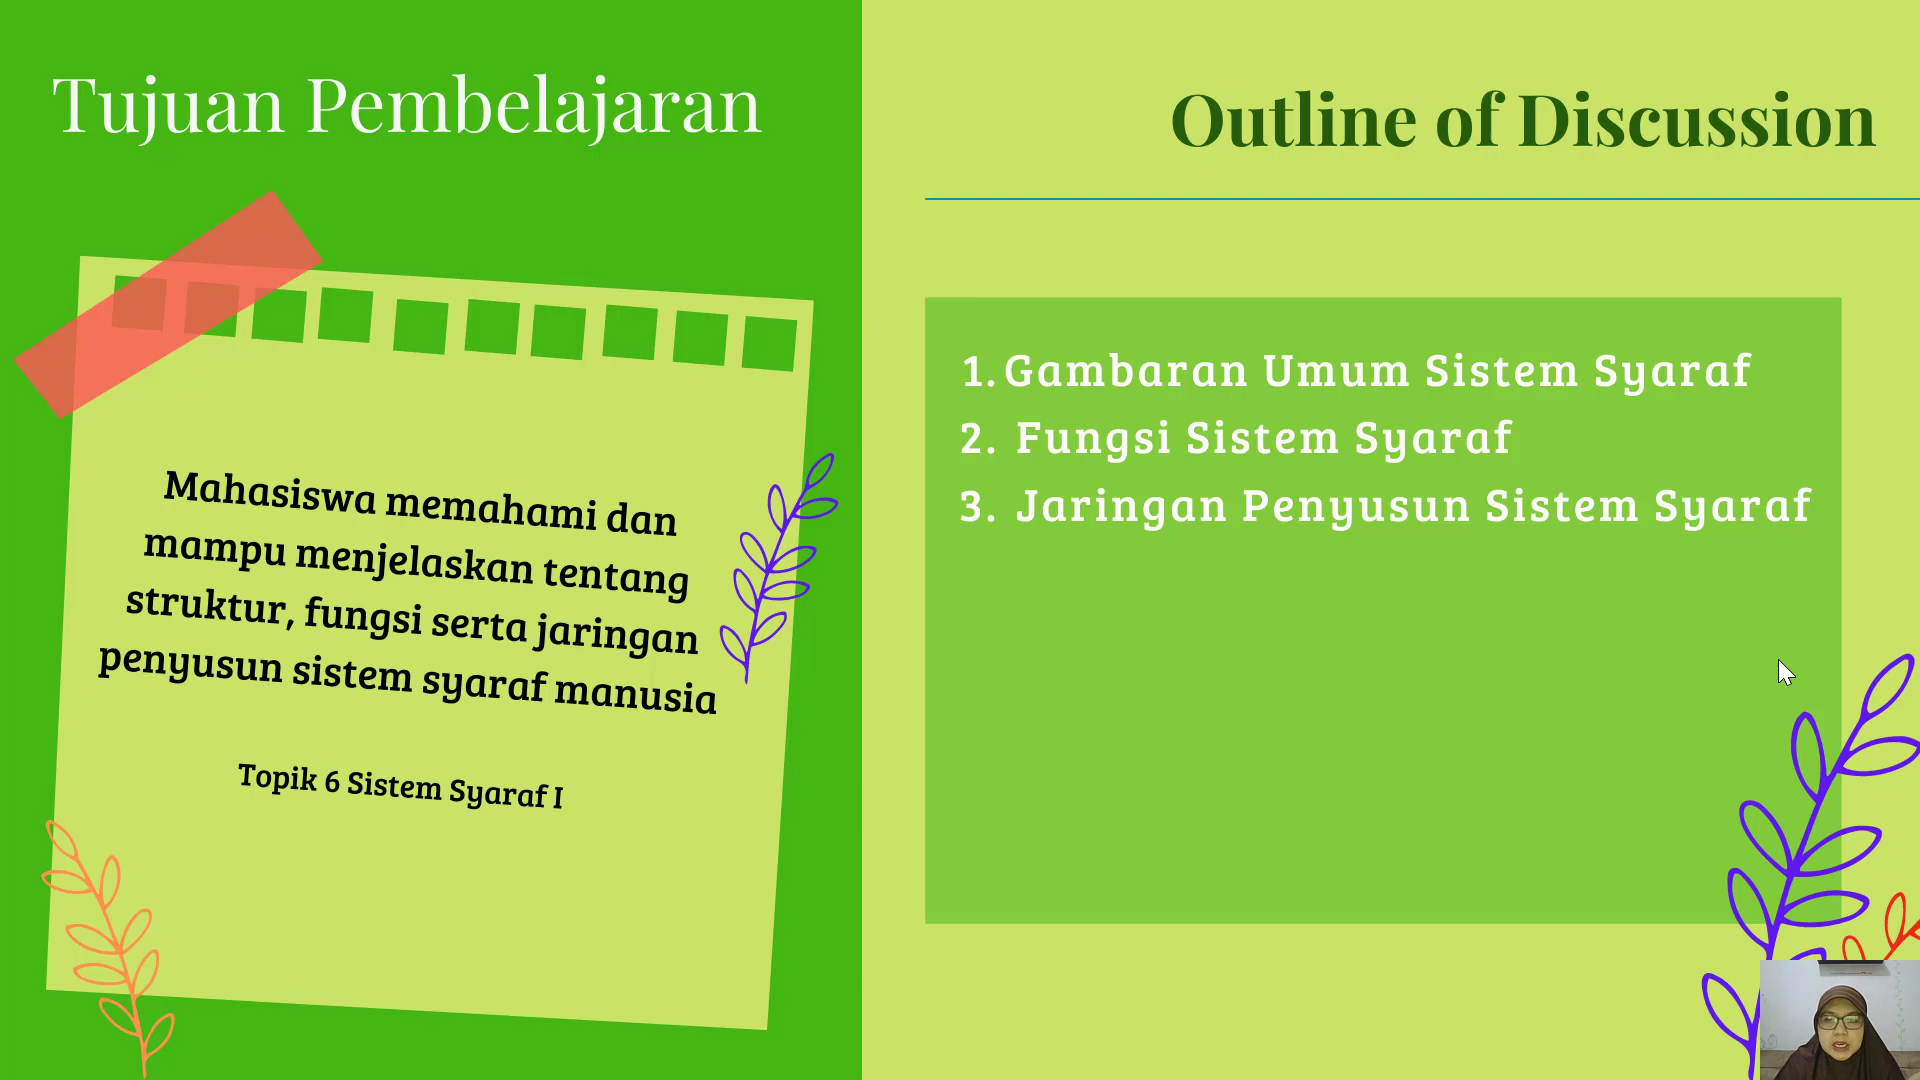 Tujuan Pembelajaran
Mahasiswa memahami dan
mampu menjelaskan tentang
struktur, fungsi serta jaringan
penyusun sistem syaraf manusia
Topik 6 Sistem Syaraf I
Outline of Discussion
1. Gambaran Umum Sistem Syaraf
2. Fungsi Sistem Syaraf
3. Jaringan Penyusun Sistem Syaraf